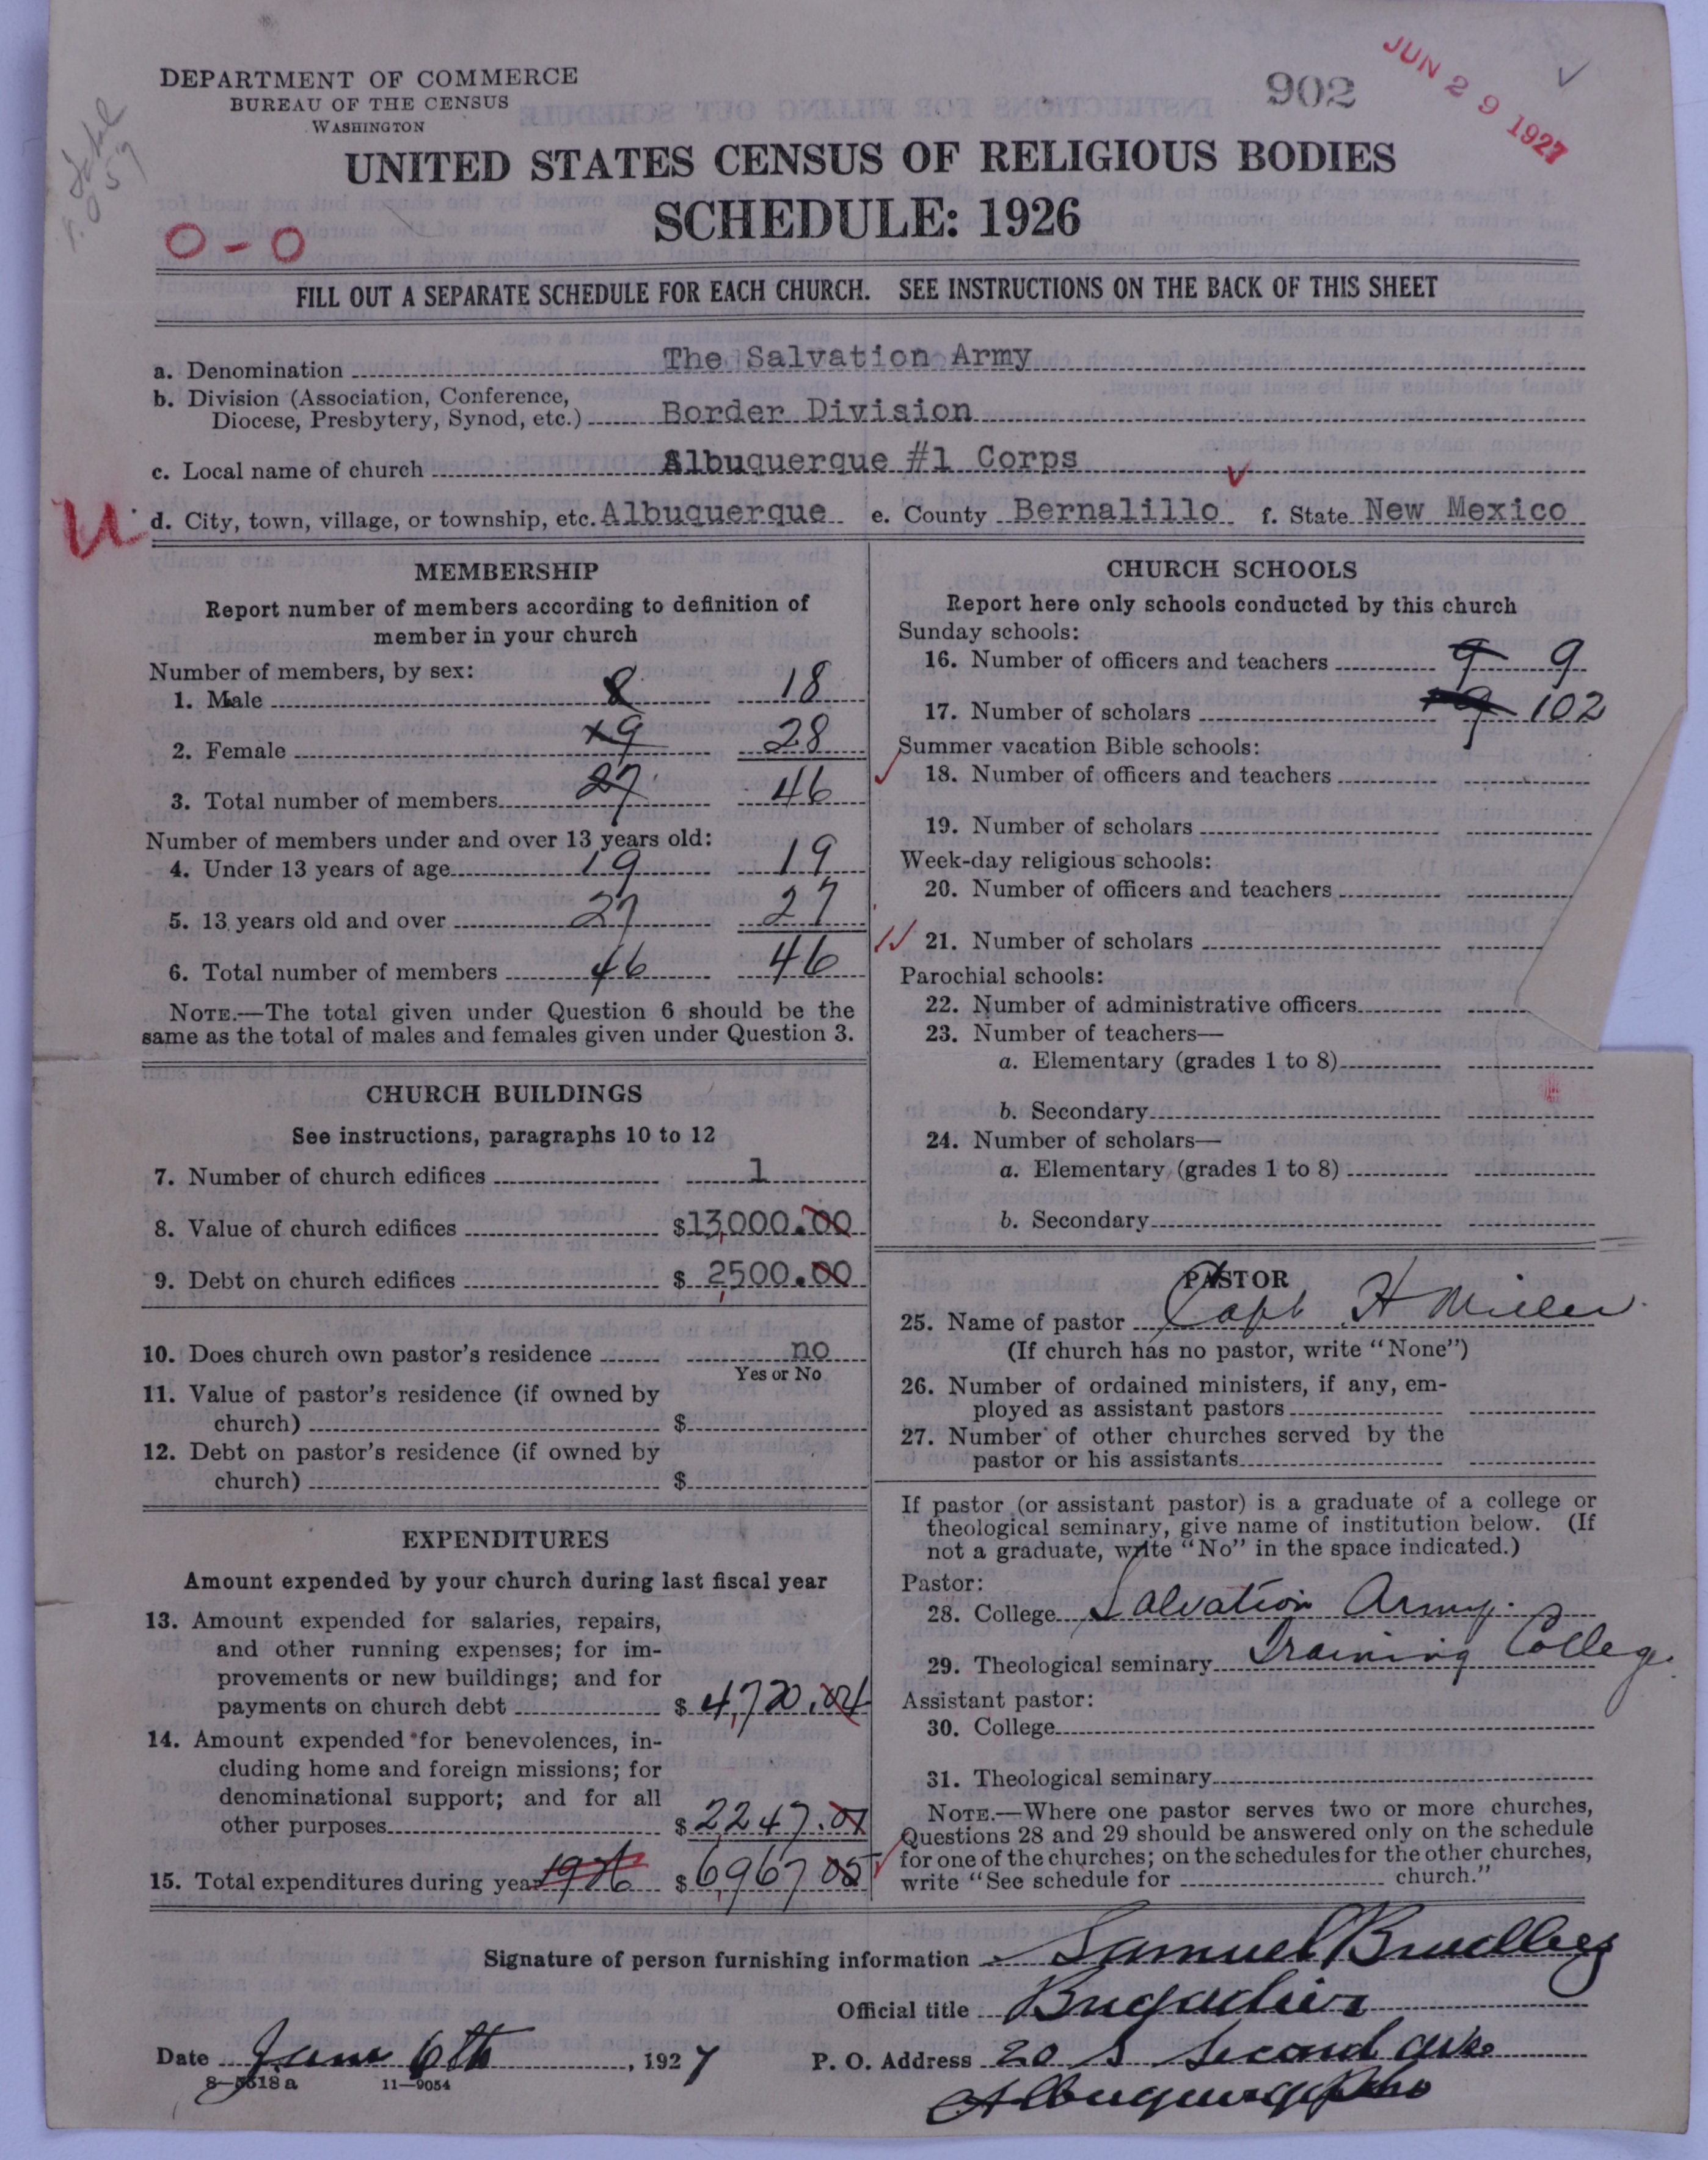 DEPARTMENT OF COMMERCE
BUREAU OF THE CENSUS
WASHINGTON
902
JUN 29 1927
UNITED STATES CENSUS OF RELIGIOUS BODIES
SCHEDULE: 1926
0-0
FILL OUT A SEPARATE SCHEDULE FOR EACH CHURCH. SEE INSTRUCTIONS ON THE BACK OF THIS SHEET
a. Denomination The Salvation Army
b. Division (Association, Conference,
Diocese, Presbytery, Synod, etc.) Border Division
c. Local name of church Albuquerque #1 Corps
U
d. City, town, village, or township, etc. Albuquerque e. County Bernalillo f. State New Mexico
MEMBERSHIP
Report number of members according to definition of
member in your church
Number of members, by sex:
1. Male 8 18
2. Female 19 28
3. Total number of members 27 46
Number of members under and over 13 years old:
4. Under 13 years of age 19 19
5. 13 years old and over 27 27
6. Total number of members 46 46
NOTE.—The total given under Question 6 should be the
same as the total of males and females given under Question 3.
CHURCH BUILDINGS
See instructions, paragraphs 10 to 12
7. Number of church edifices 1
8. Value of church edifices $13,000.00
9. Debt on church edifices $ 2500.00
10. Does church own pastor's residence no
Yes or No
11. Value of pastor's residence (if owned by
church) $
12. Debt on pastor's residence (if owned by
church) $
EXPENDITURES
Amount expended by your church during last fiscal year
13. Amount expended for salaries, repairs,
and other running expenses; for im-
provements or new buildings; and for
payments on church debt $ 4,720.04
14. Amount expended for benevolences, in-
cluding home and foreign missions; for
denominational support; and for all
other purposes $ 2247.01
15. Total expenditures during year 1926 $ 6,967 05
CHURCH SCHOOLS
Report here only schools conducted by this church
Sunday schools:
16. Number of officers and teachers 9 9
17. Number of scholars 102
Summer vacation Bible schools:
18. Number of officers and teachers
19. Number of scholars
Week-day religious schools:
20. Number of officers and teachers
21. Number of scholars
Parochial schools:
22. Number of administrative officers
23. Number of teachers—
a. Elementary (grades 1 to 8)
b. Secondary
24. Number of scholars—
a. Elementary (grades 1 to 8)
b. Secondary
PASTOR
25. Name of pastor Capt H Miller
(If church has no pastor, write "None")
26. Number of ordained ministers, if any, em-
ployed as assistant pastors
27. Number of other churches served by the
pastor or his assistants
If pastor (or assistant pastor) is a graduate of a college or
theological seminary, give name of institution below. (If
not a graduate, write "No" in the space indicated.)
Pastor:
28. College Salvation Army
29. Theological seminary Training College
Assistant pastor:
30. College
31. Theological seminary
NOTE.—Where one pastor serves two or more churches,
Questions 28 and 29 should be answered only on the schedule
for one of the churches; on the schedules for the other churches,
write "See schedule for church."
Signature of person furnishing information Samuel
Official title Brigadier
Date June 6th, 1927 P. O. Address 20 S Second ave
8—5518a 11—9054